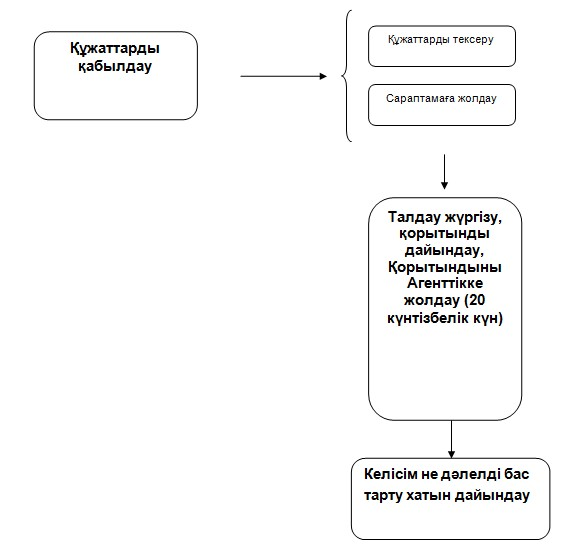 Құжаттарды
қабылдау
Құжаттарды тексеру
Сараптамаға жолдау
Талдау жүргізу,
қорытынды
дайындау,
Қорытындыны
Агенттікке
жолдау (20
күнтізбелік күн)
Келісім не дәлелді бас
тарту хатын дайындау